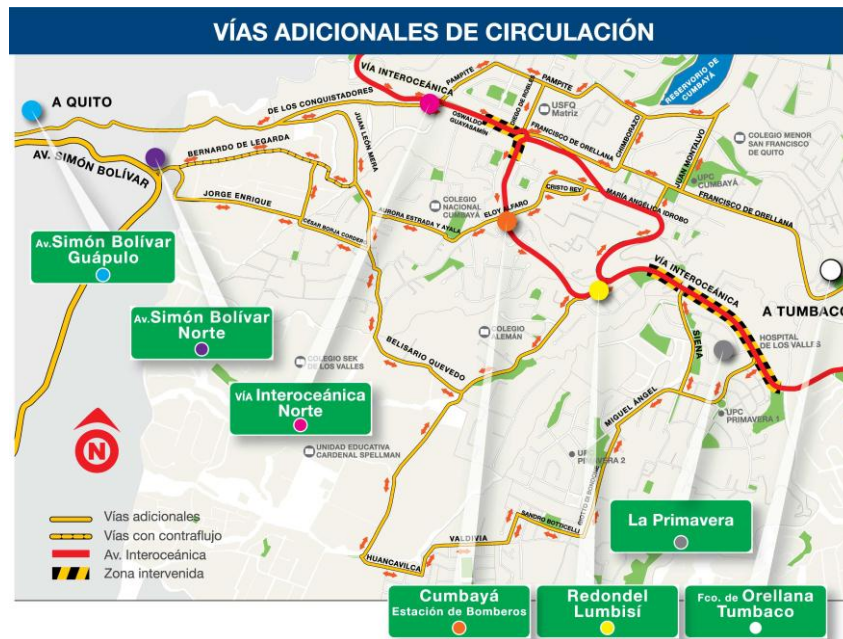 VÍAS ADICIONALES DE CIRCULACIÓN
VÍA INTEROCEÁNICA
PAMPITE
PAMPITE
RESERVORIO DE
CUMBAYÁ
A QUITO
DE LOS CONQUISTADORES
DIEGO DE ROBLES
USFQ
Matriz
OSWALDO
GUAYASAMÍN
FRANCISCO DE ORELLANA
CHIMBORAZO
COLEGIO MENOR
SAN FRANCISCO
DE QUITO
JUAN LEÓN MERA
BERNARDO DE LEGARDA
AV. SIMÓN BOLÍVAR
JUAN MONTALVO
UPC
CUMBAYÁ
JORGE ENRIQUE
COLEGIO
NACIONAL
CUMBAYÁ
CRISTO REY
MARÍA ANGÉLICA IDROBO
FRANCISCO DE ORELLANA
CÉSAR BORJA CORDERO
AURORA ESTRADA Y AYALA
ELOY ALFARO
Av. Simón Bolívar
Guápulo
VÍA INTEROCEÁNICA
A TUMBACO
Av. Simón Bolívar
Norte
COLEGIO
ALEMÁN
SIENA
HOSPITAL
DE LOS VALLES
COLEGIO SEK
DE LOS VALLES
BELISARIO QUEVEDO
VÍA Interoceánica
Norte
MIGUEL ÁNGEL
UPC
PRIMAVERA 1
N
UNIDAD EDUCATIVA
CARDENAL SPELLMAN
UPC
PRIMAVERA 2
Vías adicionales
Vías con contraflujo
Av. Interoceánica
Zona intervenida
SANDRO BOTTICELLI
VALDIVIA
HUANCAVILCA
La Primavera
Cumbayá
Estación de Bomberos
Redondel
Lumbisí
Fco. de Orellana
Tumbaco